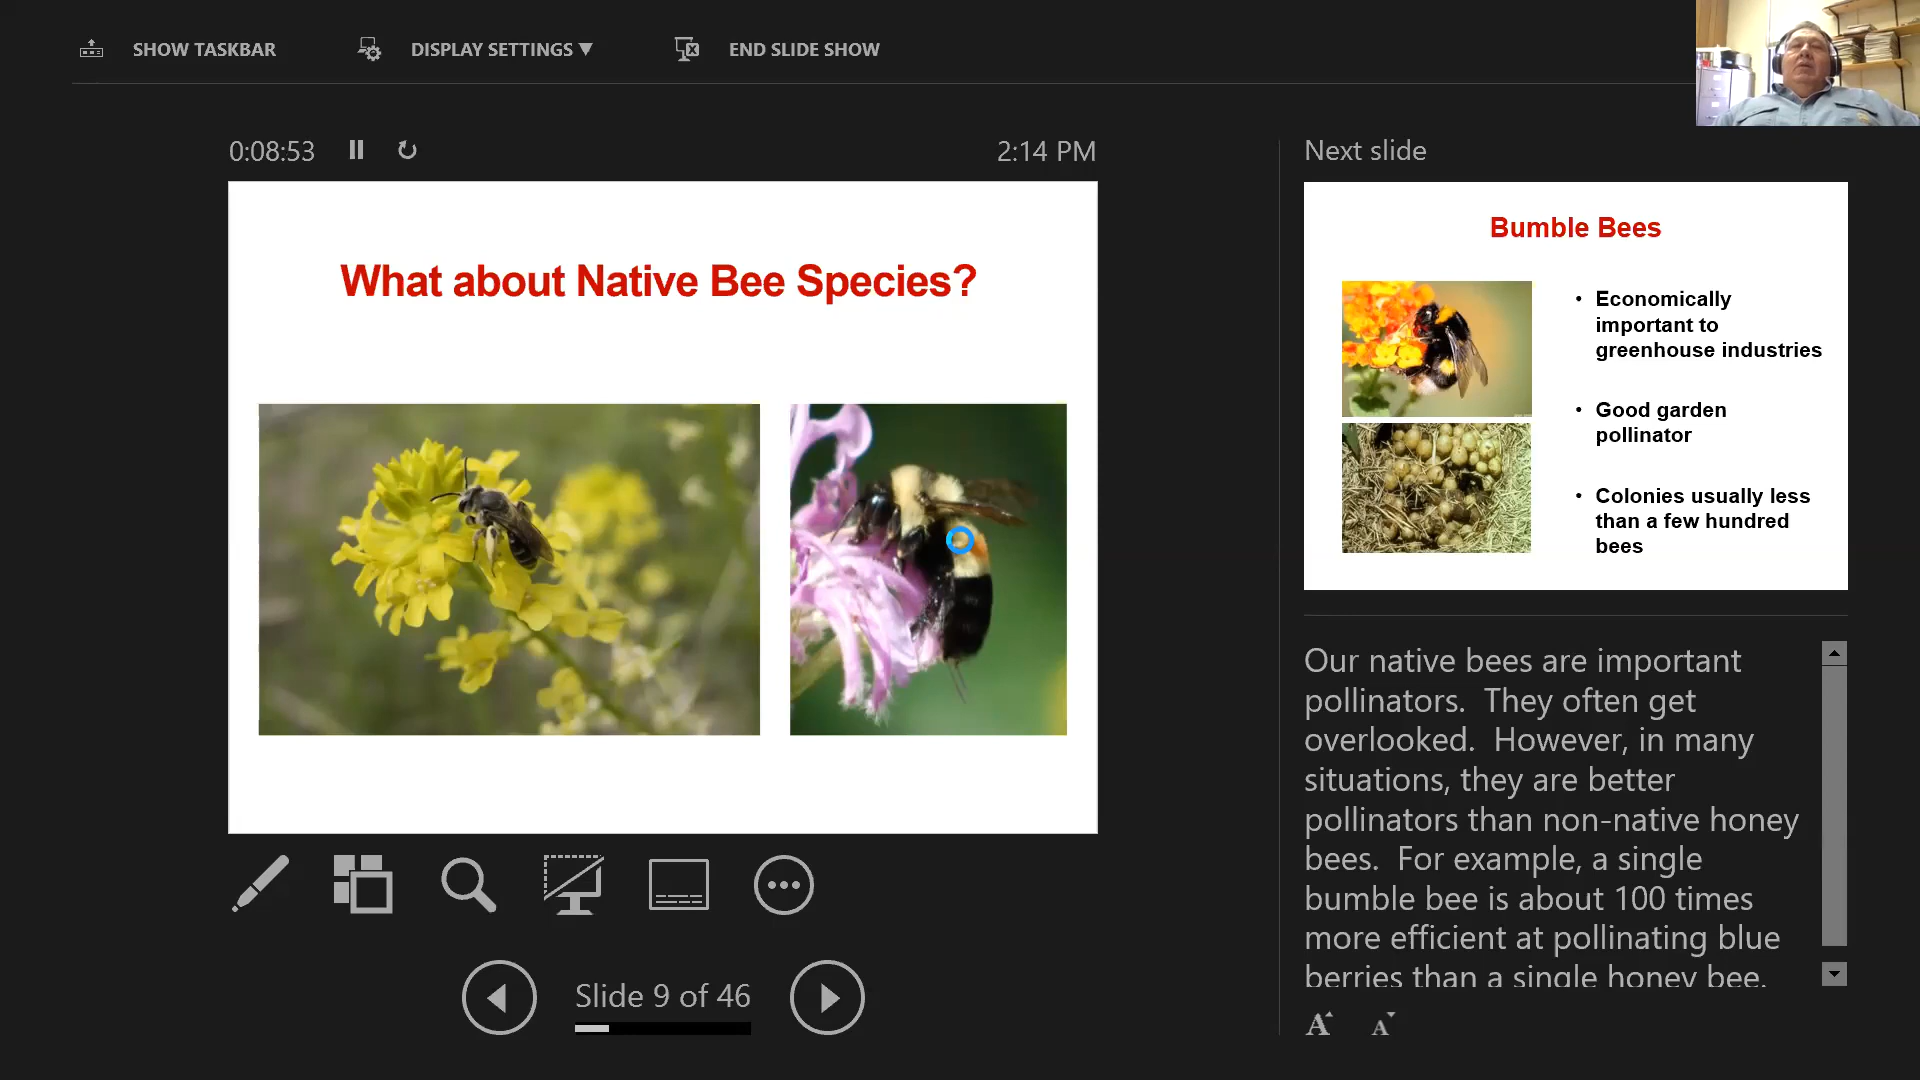 SHOW TASKBAR
DISPLAY SETTINGS ▼
END SLIDE SHOW
0:08:53
2:14 PM
What about Native Bee Species?
Slide 9 of 46
Next slide
Bumble Bees
• Economically
important to
greenhouse industries
• Good garden
pollinator
• Colonies usually less
than a few hundred
bees
Our native bees are important
pollinators. They often get
overlooked. However, in many
situations, they are better
pollinators than non-native honey
bees. For example, a single
bumble bee is about 100 times
more efficient at pollinating blue
berries than a single honey bee.
A A